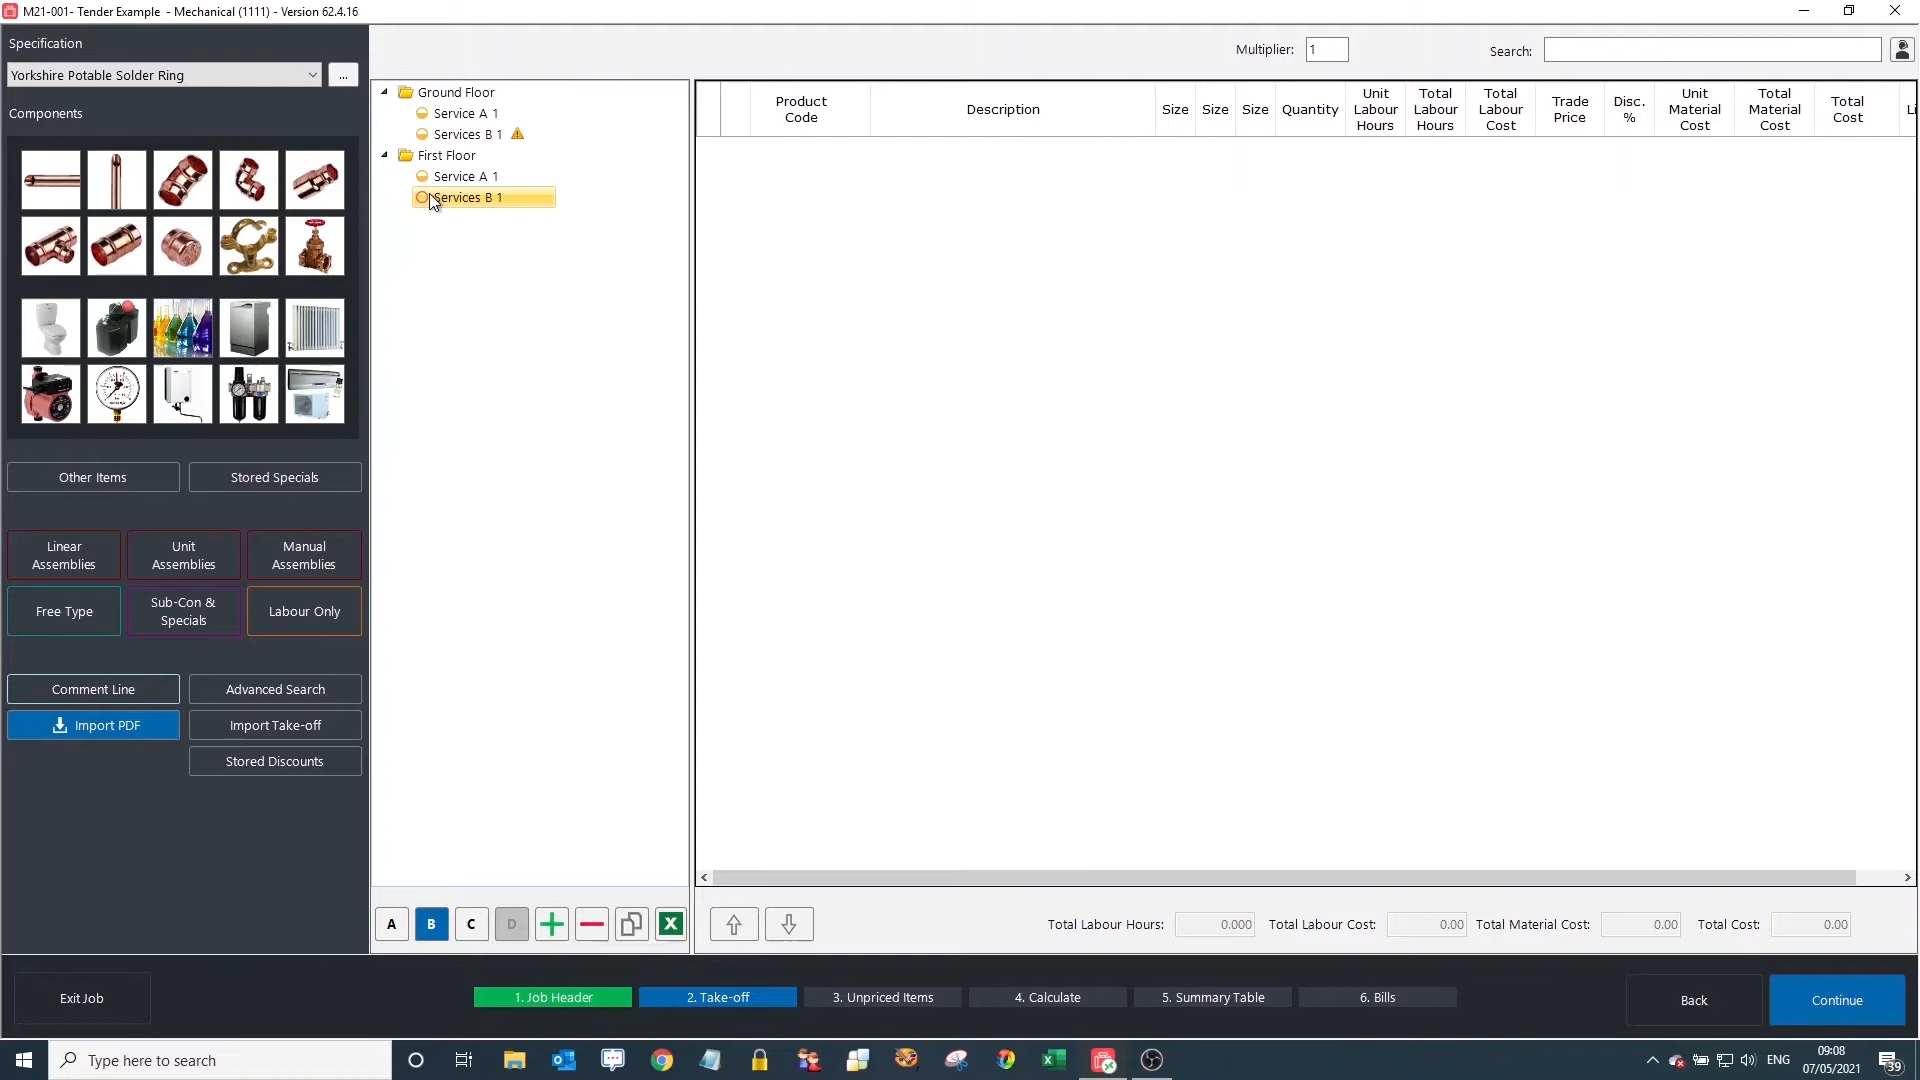 M21-001- Tender Example - Mechanical (1111) - Version 62.4.16
Specification
Yorkshire Potable Solder Ring
...
Components
Other Items
Stored Specials
Linear
Assemblies
Unit
Assemblies
Manual
Assemblies
Free Type
Sub-Con &
Specials
Labour Only
Comment Line
Advanced Search
Import PDF
Import Take-off
Stored Discounts
Ground Floor
Service A 1
Services B 1
First Floor
Service A 1
Services B 1
A
B
C
D
Multiplier:
1
Search:
Product
Code
Description
Size
Size
Size
Quantity
Unit
Labour
Hours
Total
Labour
Hours
Total
Labour
Cost
Trade
Price
Disc.
%
Unit
Material
Cost
Total
Material
Cost
Total
Cost
Li
Total Labour Hours:
0.000
Total Labour Cost:
0.00
Total Material Cost:
0.00
Total Cost:
0.00
Exit Job
1. Job Header
2. Take-off
3. Unpriced Items
4. Calculate
5. Summary Table
6. Bills
Back
Continue
Type here to search
ENG
09:08
07/05/2021
39